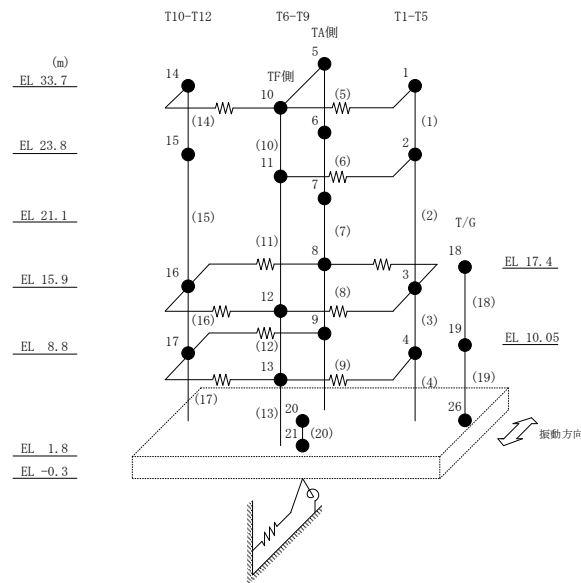 T10-T12 T6-T9 T1-T5
TA側
(m) 5
TF側
EL 33.7 14 10 1
(5)
(14) (1)
6
15 (10) 2
EL 23.8
11 (6)
7
T/G
EL 21.1
(15) (7) (2)
(11) 8 18
EL 17.4
16 3
EL 15.9
12 (8) (18)
(16) 9 (3)
17 (12) 4 19
EL 10.05
EL 8.8
13 (9)
(17) (4) (19)
(13) 20 26
21 (20)
振動方向
EL 1.8
EL -0.3